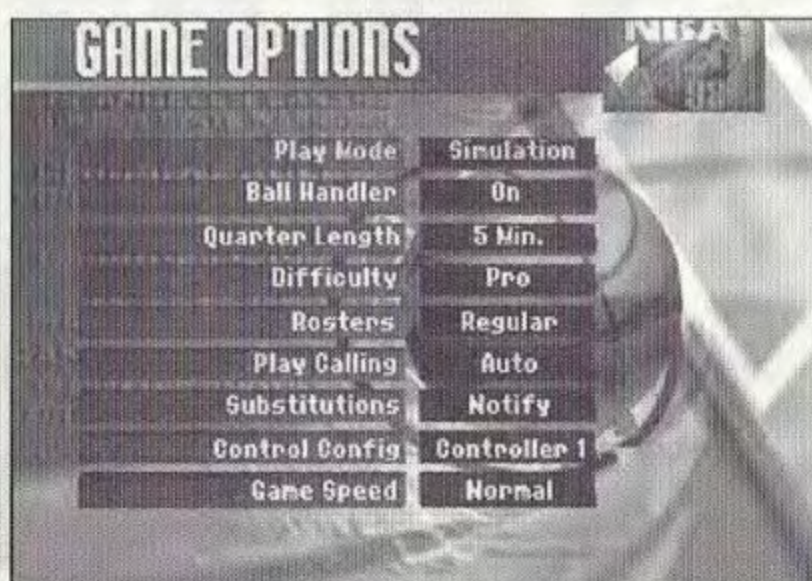 GAME OPTIONS
NBA
Play Mode Simulation
Ball Handler On
Quarter Length 5 Min.
Difficulty Pro
Rosters Regular
Play Calling Auto
Substitutions Notify
Control Config Controller 1
Game Speed Normal